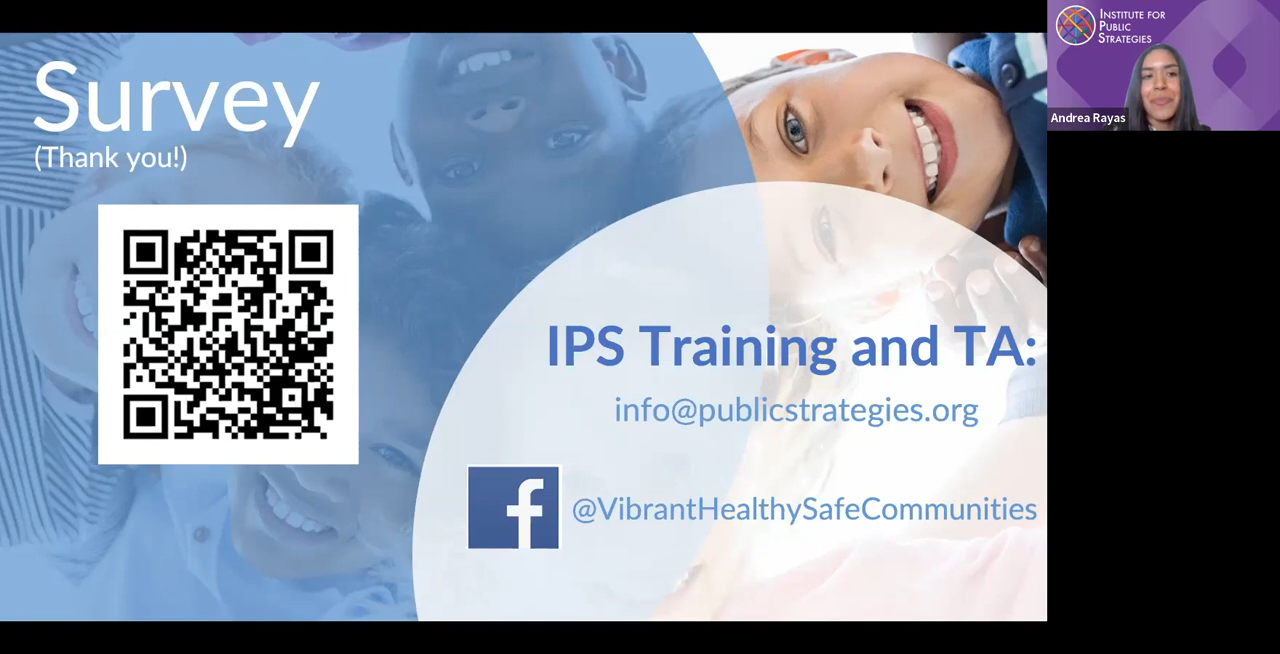 Survey
(Thank you!)
IPS Training and TA:
info@publicstrategies.org
f @VibrantHealthySafeCommunities
INSTITUTE FOR
PUBLIC
STRATEGIES
Andrea Rayas